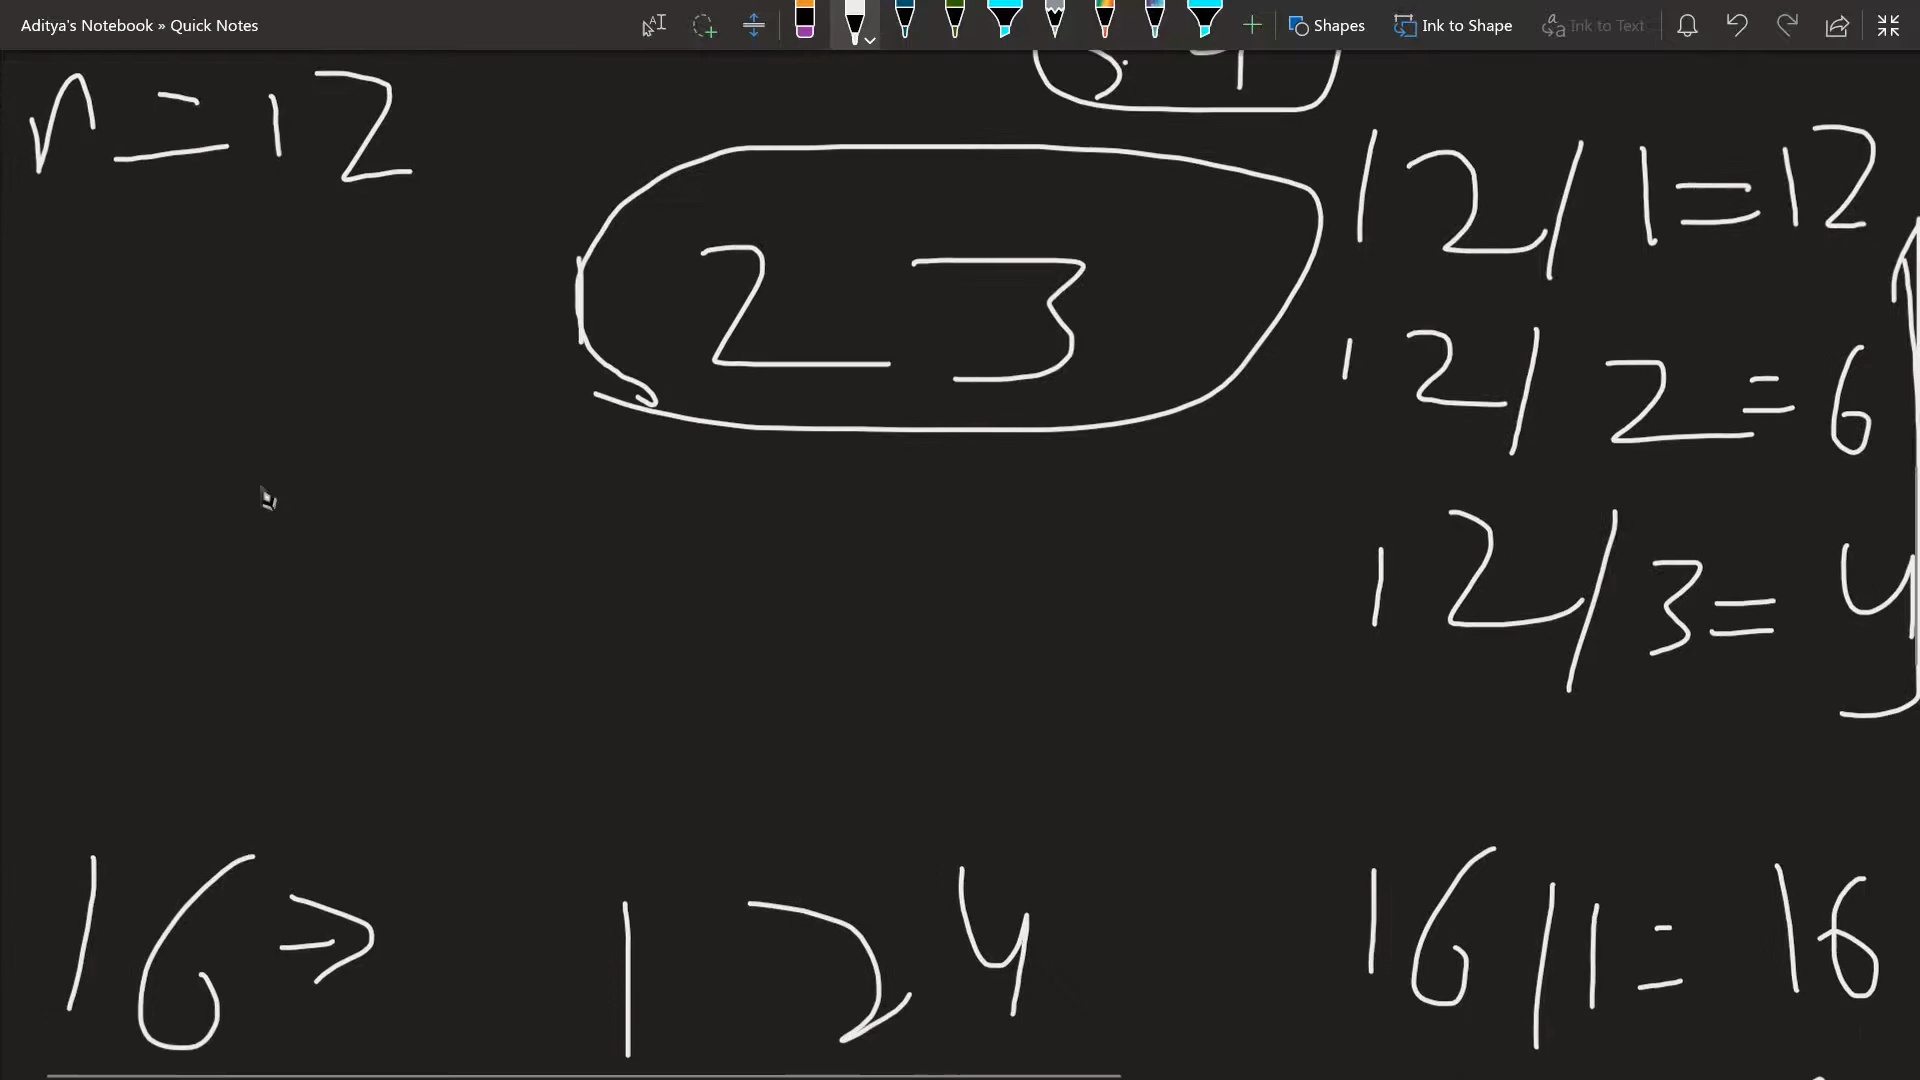 Aditya's Notebook » Quick Notes
Shapes
Ink to Shape
Ink to Text
n=12
12/1=12
2 3
12/2=6
12/3=4
16→ 1 2 4
16/1=16